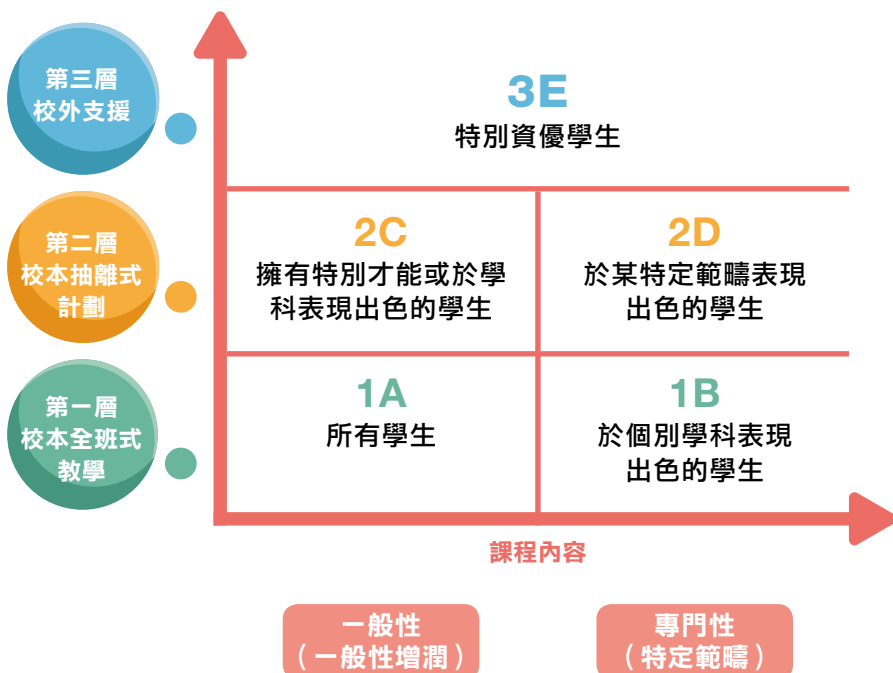 第三層
校外支援
3E
特別資優學生
第二層
校本抽離式
計劃
2C
擁有特別才能或於學
科表現出色的學生
2D
於某特定範疇表現
出色的學生
第一層
校本全班式
教學
1A
所有學生
1B
於個別學科表現
出色的學生
課程內容
一般性
（一般性增潤）
專門性
（特定範疇）